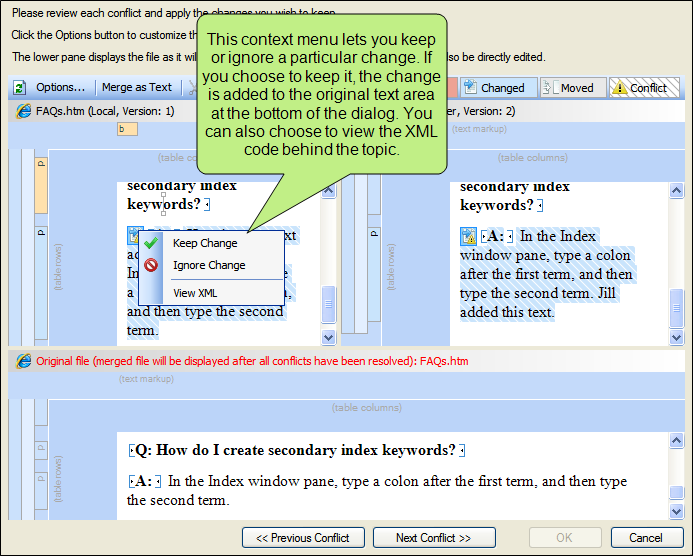 Please review each conflict and apply the changes you wish to keep.
Click the Options button to customize th
The lower pane displays the file as it will
so be directly edited.
This context menu lets you keep
or ignore a particular change. If
you choose to keep it, the change
is added to the original text area
at the bottom of the dialog. You
can also choose to view the XML
code behind the topic.
Options... Merge as Text Changed Moved Conflict
FAQs.htm (Local, Version: 1) er, Version: 2)
b (text markup)
(table columns) (table columns)
p
p
(table rows)
secondary index
keywords?
xt
ad
In
a
n,
and then type the second
term.
Keep Change
Ignore Change
View XML
p
(table rows)
secondary index
keywords?
A: In the Index
window pane, type a colon
after the first term, and then
type the second term. Jill
added this text.
Original file (merged file will be displayed after all conflicts have been resolved): FAQs.htm
(text markup)
(table columns)
p
p
p
(table rows)
Q: How do I create secondary index keywords?
A: In the Index window pane, type a colon after the first term, and then type
the second term.
<< Previous Conflict Next Conflict >> OK Cancel